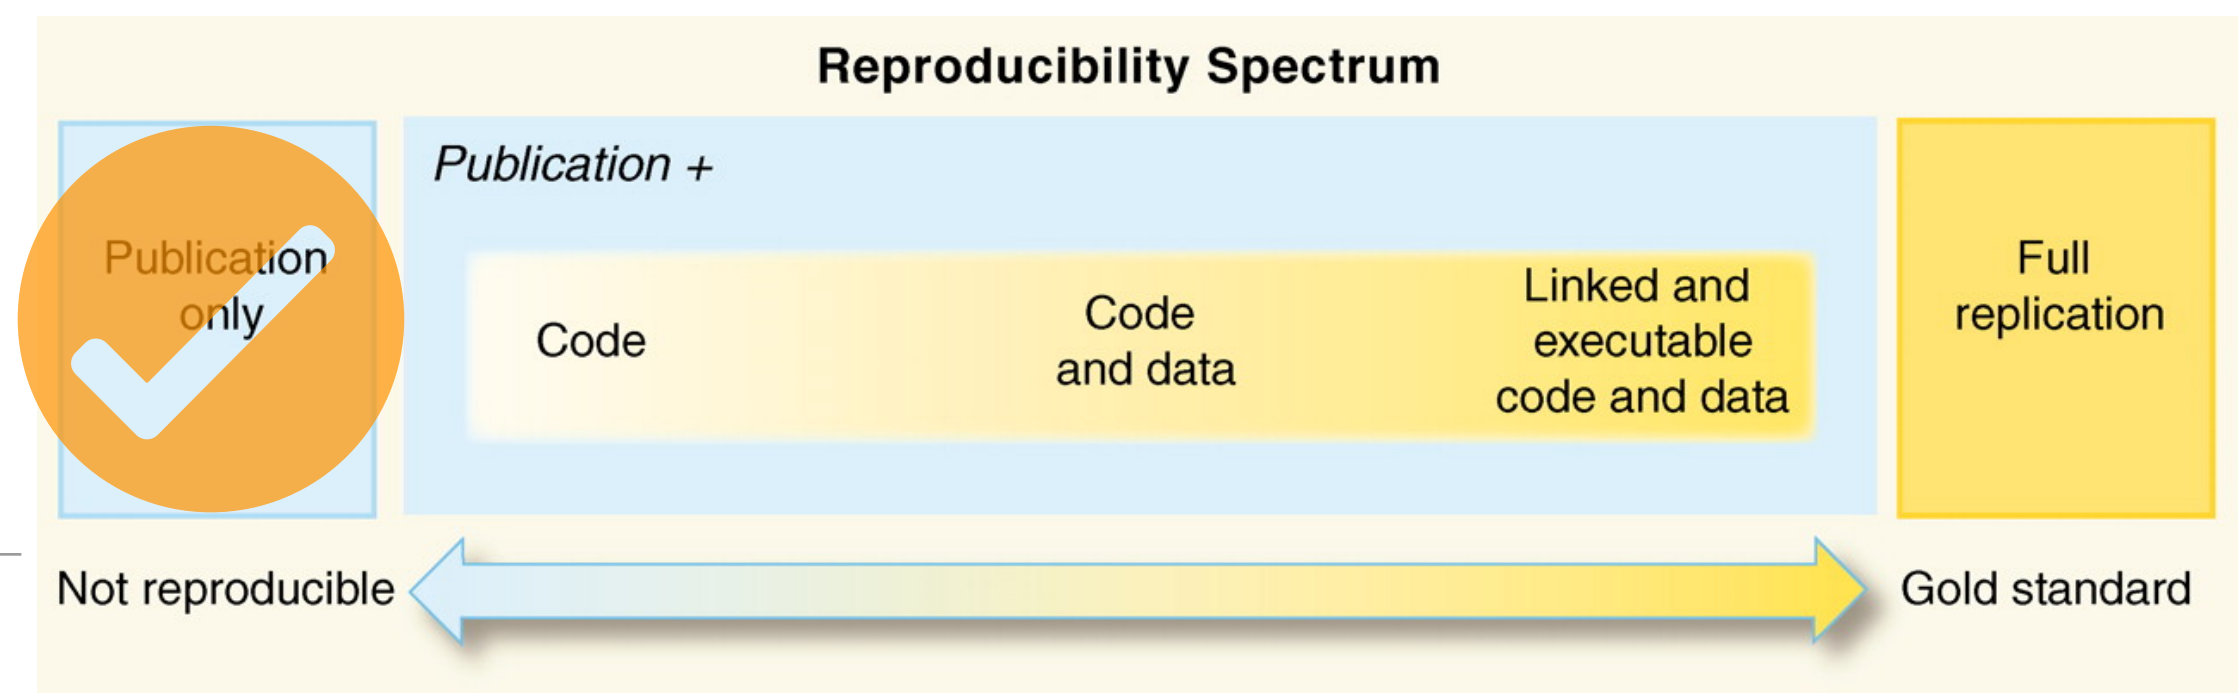 Reproducibility Spectrum
Publication
only
Publication +
Code
Code
and data
Linked and
executable
code and data
Full
replication
Not reproducible
Gold standard